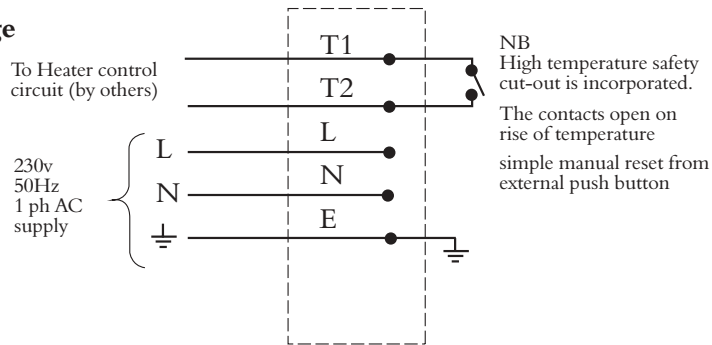 To Heater control
circuit (by others)
T1
T2
NB
High temperature safety
cut-out is incorporated.
The contacts open on
rise of temperature
simple manual reset from
external push button
230v
50Hz
1 ph AC
supply
L
N
L
N
E